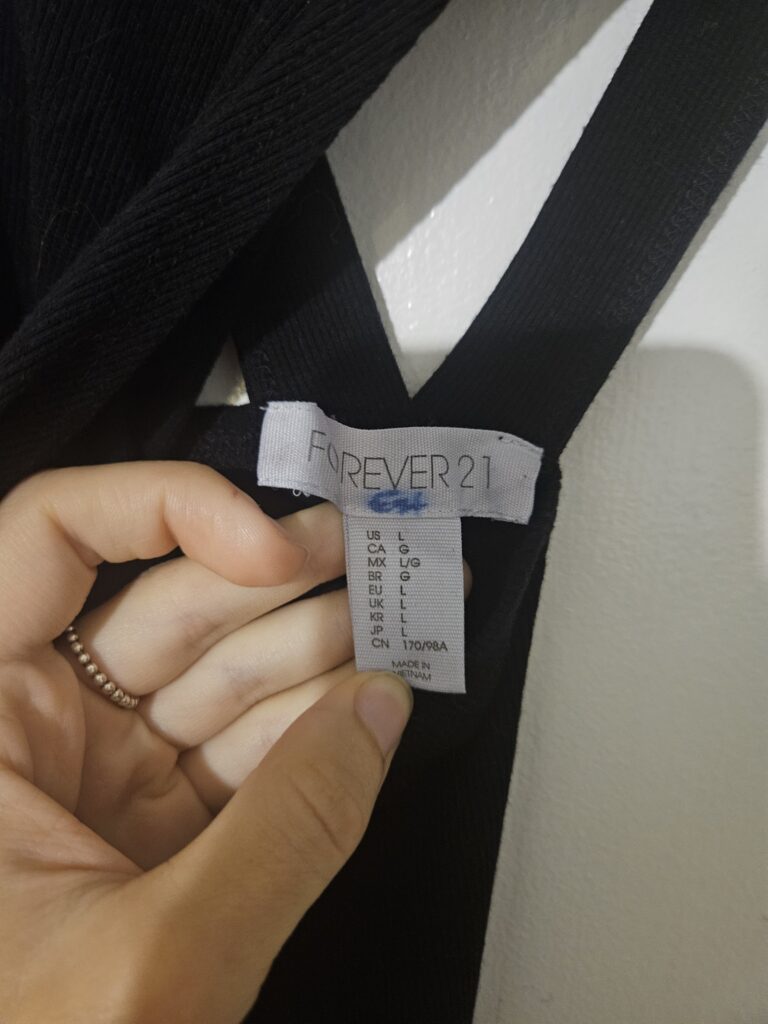 FOREVER 21
US L
CA G
MX L/G
BR G
EU L
UK L
KR L
JP L
CN 170/98A
MADE IN
VIETNAM